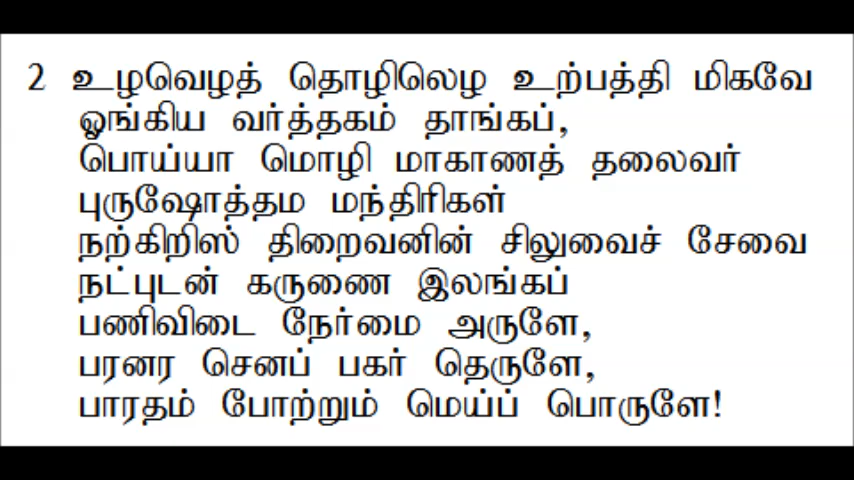 2 உழவெழத் தொழிலெழ உற்பத்தி மிகவே
ஓங்கிய வர்த்தகம் தாங்கப்,
பொய்யா மொழி மாகாணத் தலைவர்
புருஷோத்தம மந்திரிகள்
நற்கிறிஸ் திறைவனின் சிலுவைச் சேவை
நட்புடன் கருணை இலங்கப்
பணிவிடை நேர்மை அருளே,
பரனர செனப் பகர் தெருளே,
பாரதம் போற்றும் மெய்ப் பொருளே!